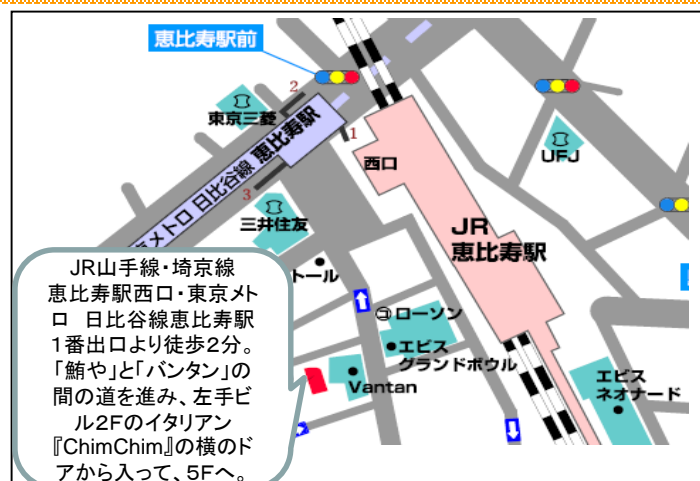 恵比寿駅前
2
東京三菱
1
西口
UFJ
メトロ 日比谷線 恵比寿駅
3
三井住友
JR
恵比寿駅
トール
ローソン
エビス
グランドボウル
Vantan
エビス
ネオナード
JR山手線・埼京線
恵比寿駅西口・東京メト
ロ 日比谷線恵比寿駅
1番出口より徒歩2分。
「鮪や」と「バンタン」の
間の道を進み、左手ビ
ル2Fのイタリアン
『ChimChim』の横のド
アから入って、5Fへ。